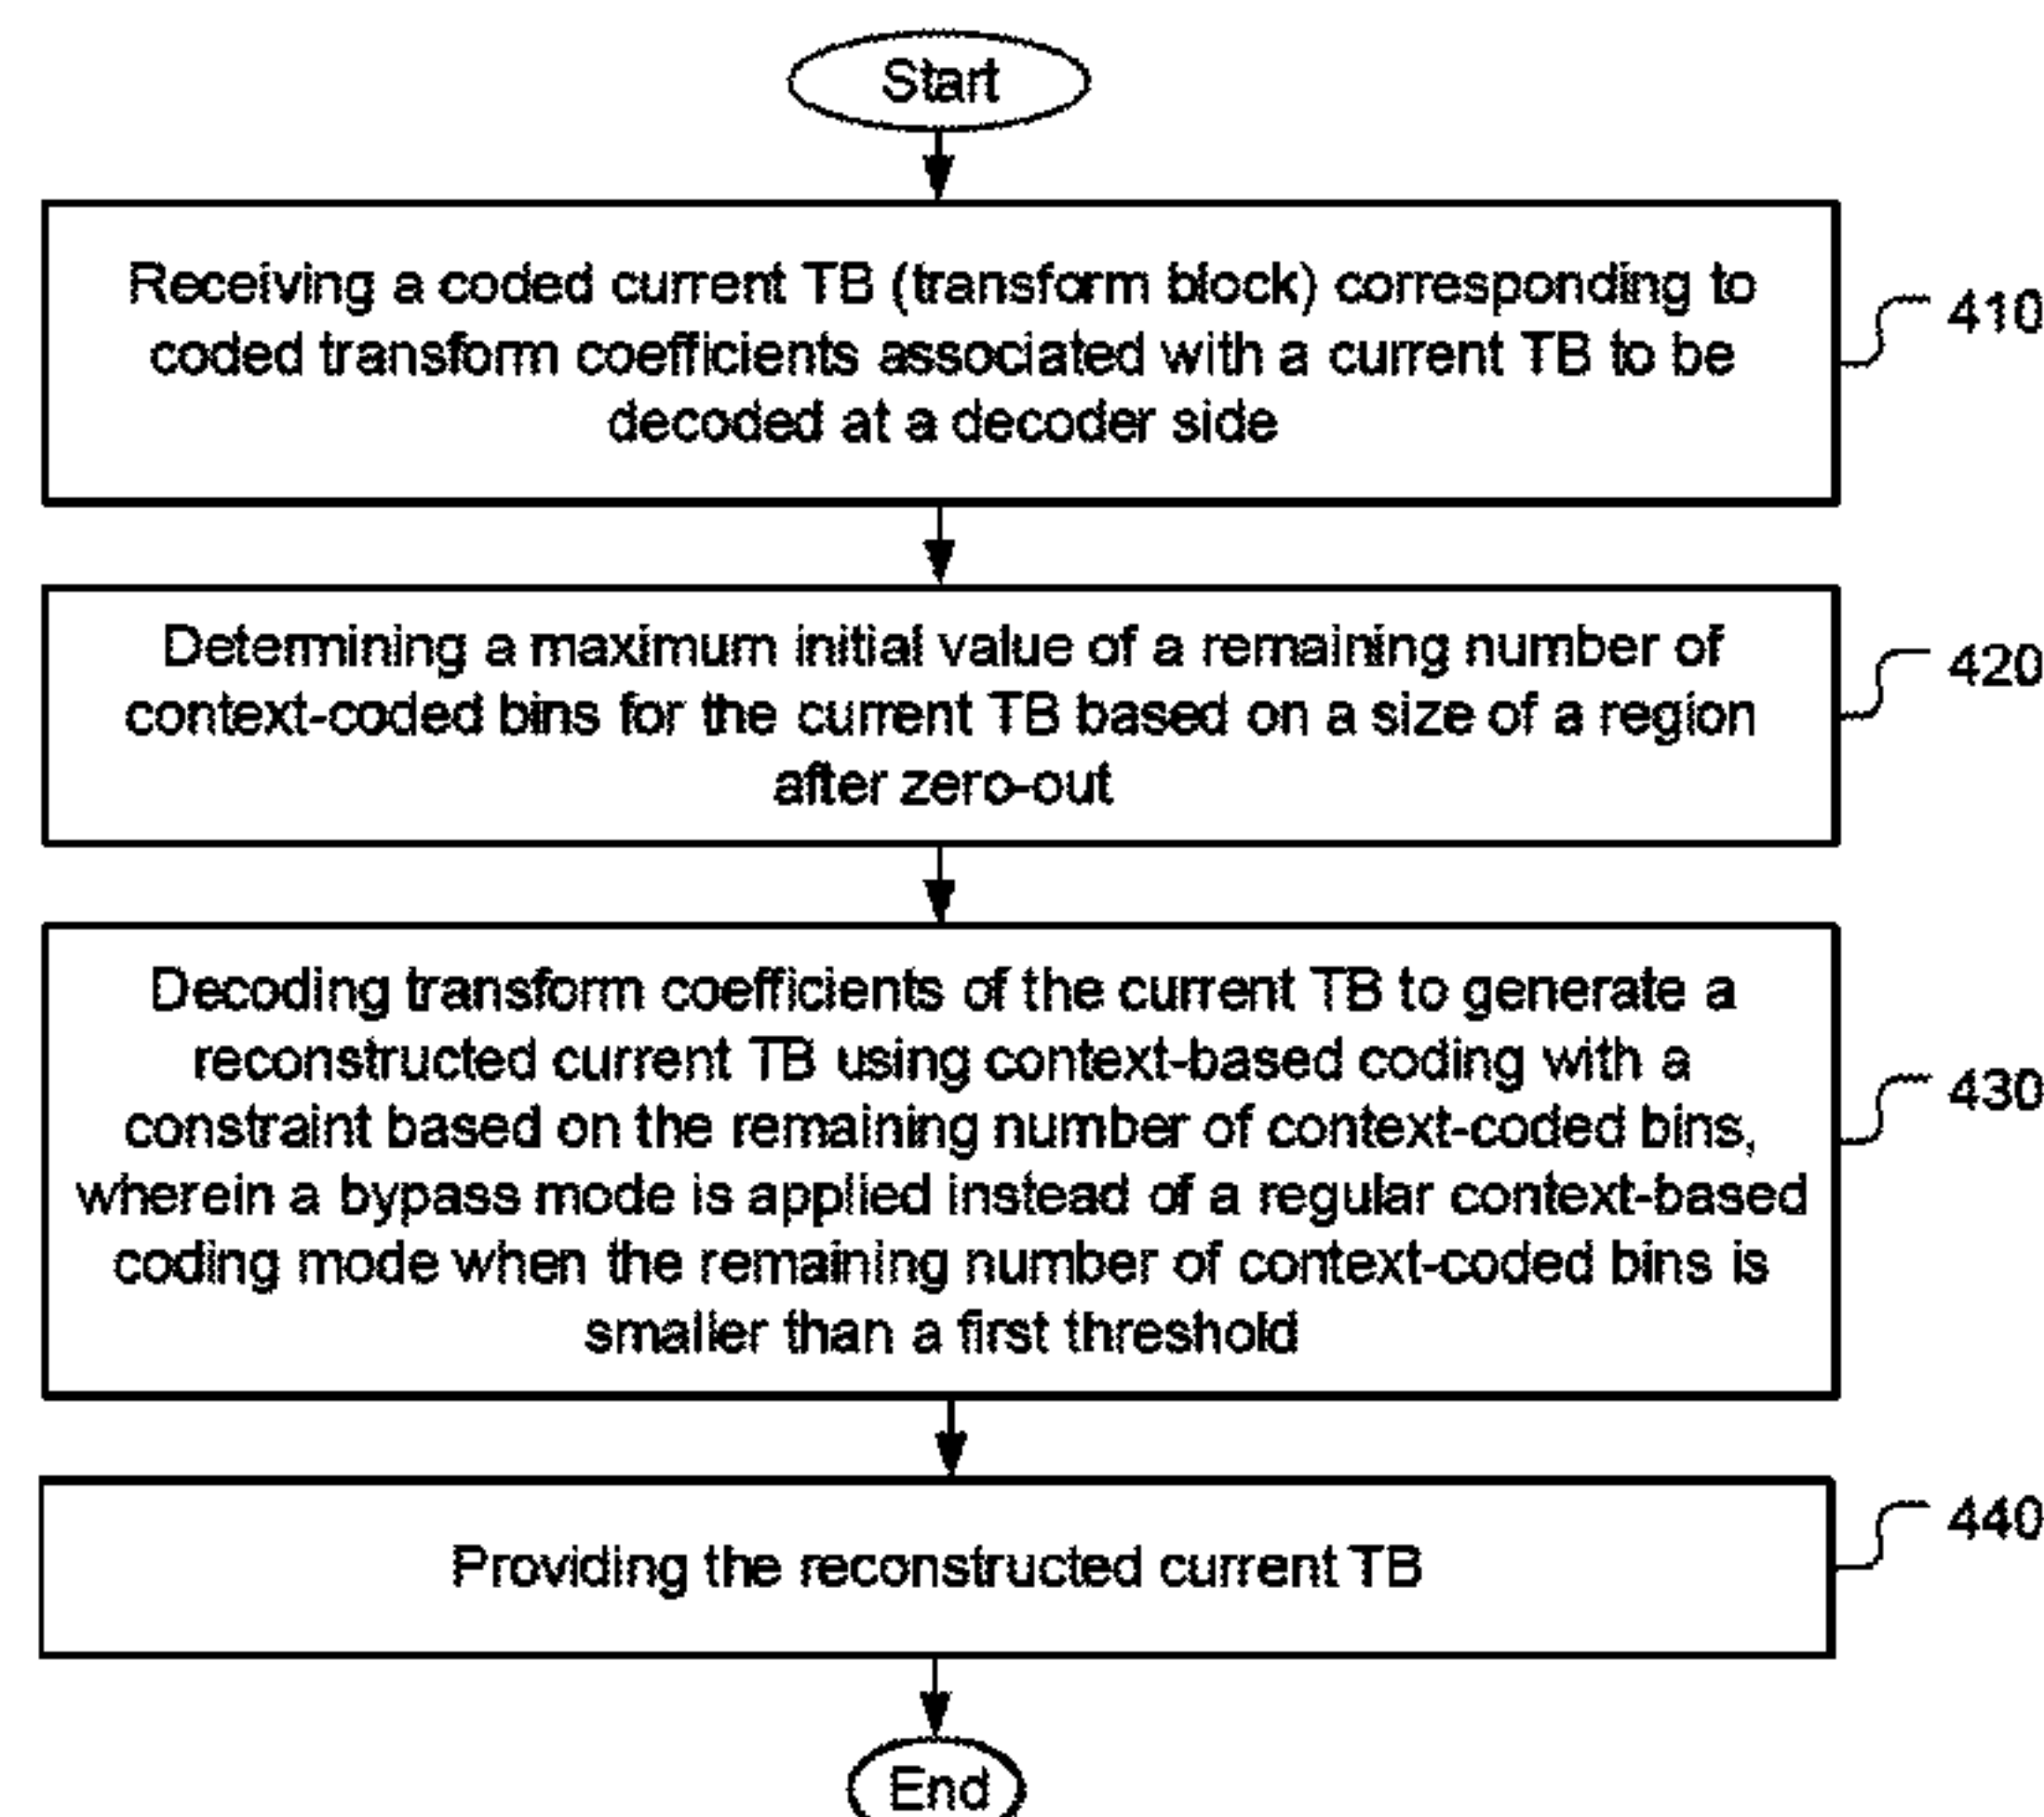 Start
Receiving a coded current TB (transform block) corresponding to
coded transform coefficients associated with a current TB to be
decoded at a decoder side
410
Determining a maximum initial value of a remaining number of
context-coded bins for the current TB based on a size of a region
after zero-out
420
Decoding transform coefficients of the current TB to generate a
reconstructed current TB using context-based coding with a
constraint based on the remaining number of context-coded bins,
wherein a bypass mode is applied instead of a regular context-based
coding mode when the remaining number of context-coded bins is
smaller than a first threshold
430
Providing the reconstructed current TB
440
End